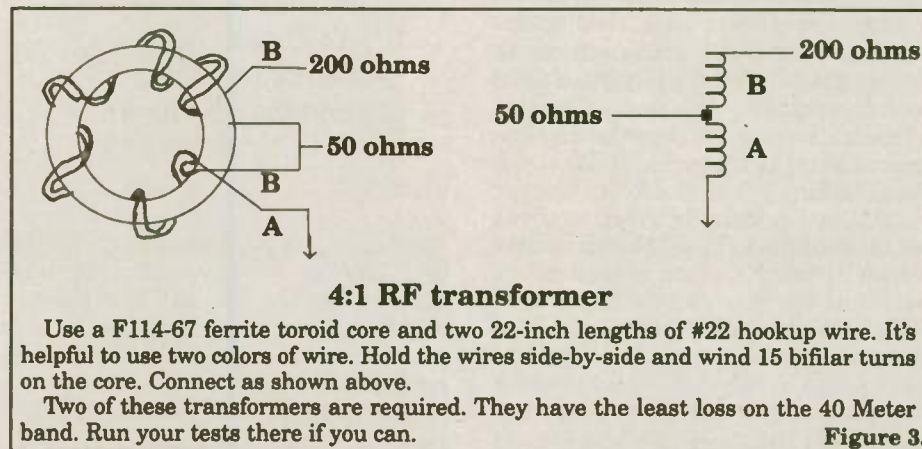 B
200 ohms
50 ohms
B
A
200 ohms
B
50 ohms
A
4:1 RF transformer
Use a F114-67 ferrite toroid core and two 22-inch lengths of #22 hookup wire. It's
helpful to use two colors of wire. Hold the wires side-by-side and wind 15 bifilar turns
on the core. Connect as shown above.
Two of these transformers are required. They have the least loss on the 40 Meter
band. Run your tests there if you can.
Figure 3.